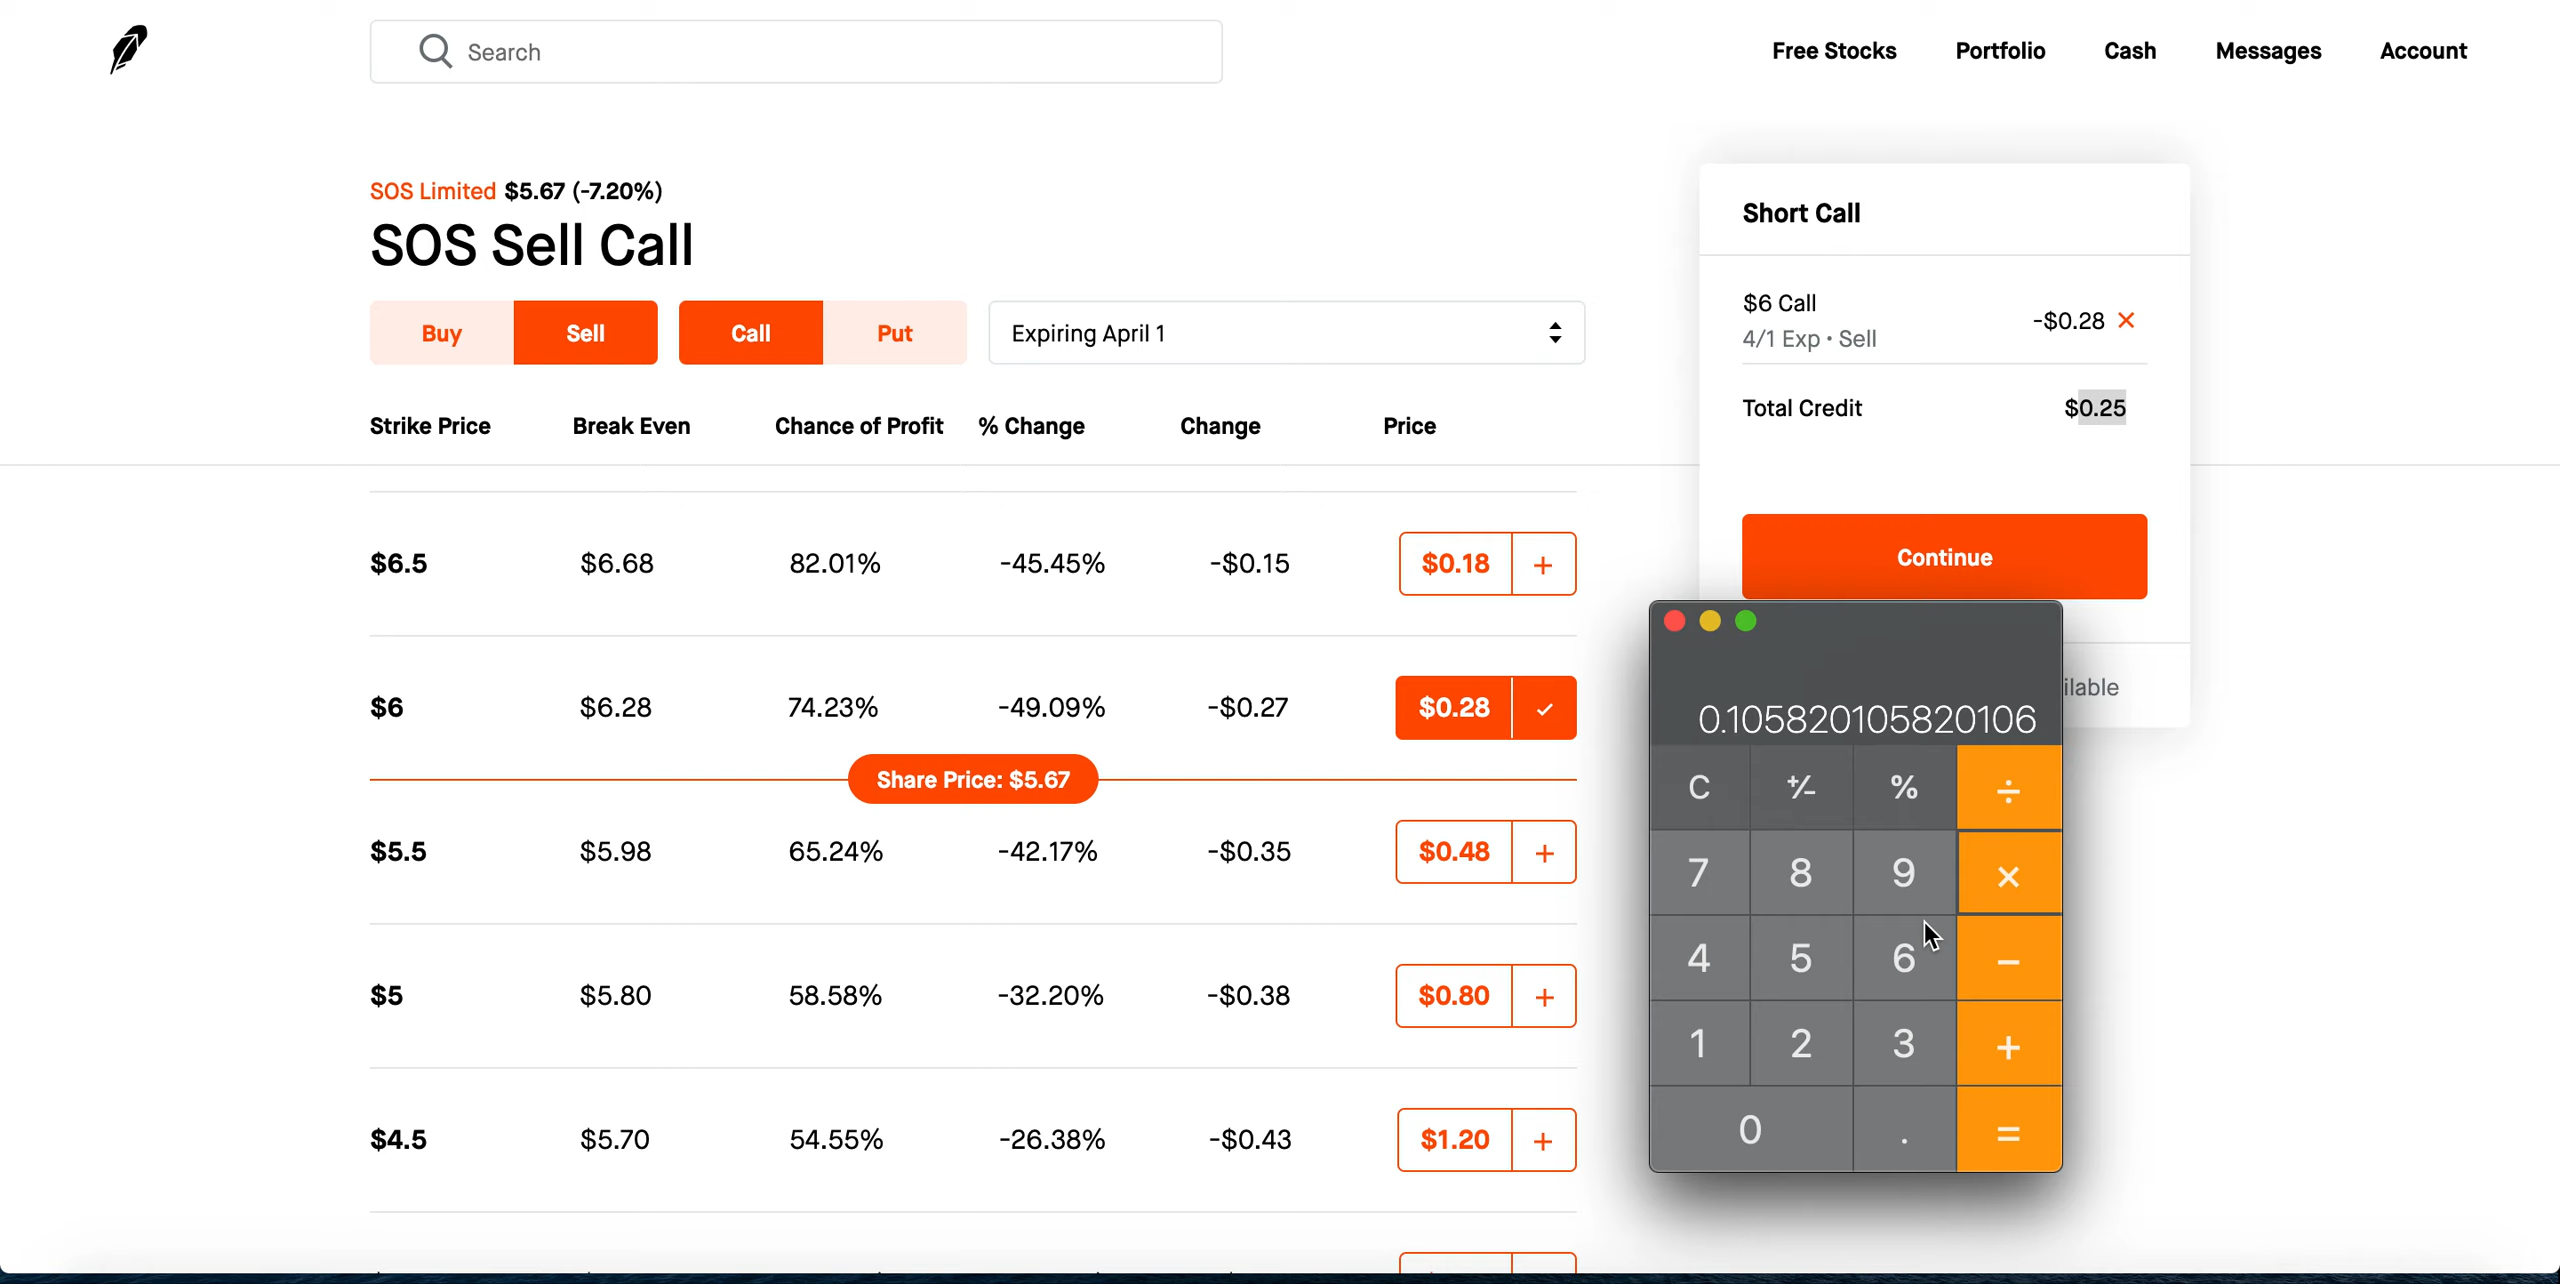 Search
Free Stocks Portfolio Cash Messages Account
SOS Limited $5.67 (-7.20%)
SOS Sell Call
Buy Sell Call Put Expiring April 1
Strike Price Break Even Chance of Profit % Change Change Price
$6.5 $6.68 82.01% -45.45% -$0.15 $0.18 +
$6 $6.28 74.23% -49.09% -$0.27 $0.28 ✓
Share Price: $5.67
$5.5 $5.98 65.24% -42.17% -$0.35 $0.48 +
$5 $5.80 58.58% -32.20% -$0.38 $0.80 +
$4.5 $5.70 54.55% -26.38% -$0.43 $1.20 +
Short Call
$6 Call
4/1 Exp • Sell
-$0.28 ×
Total Credit $0.25
Continue
ilable
0.105820105820106
C +⁄− % ÷
7 8 9 ×
4 5 6 −
1 2 3 +
0 . =